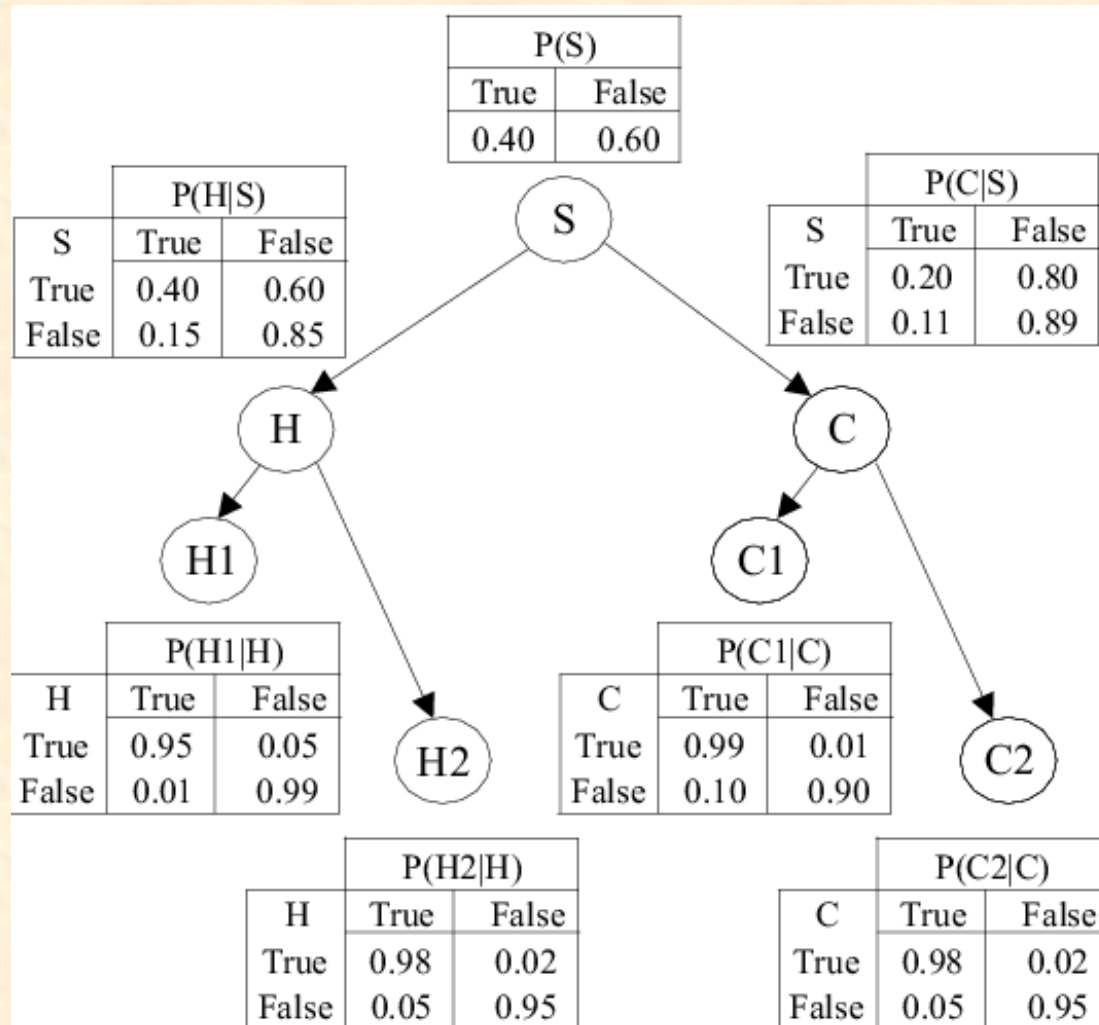 P(S)
True False
0.40 0.60
S
P(H|S)
S True False
True 0.40 0.60
False 0.15 0.85
P(C|S)
S True False
True 0.20 0.80
False 0.11 0.89
H
C
H1
C1
P(H1|H)
H True False
True 0.95 0.05
False 0.01 0.99
H2
P(C1|C)
C True False
True 0.99 0.01
False 0.10 0.90
C2
P(H2|H)
H True False
True 0.98 0.02
False 0.05 0.95
P(C2|C)
C True False
True 0.98 0.02
False 0.05 0.95